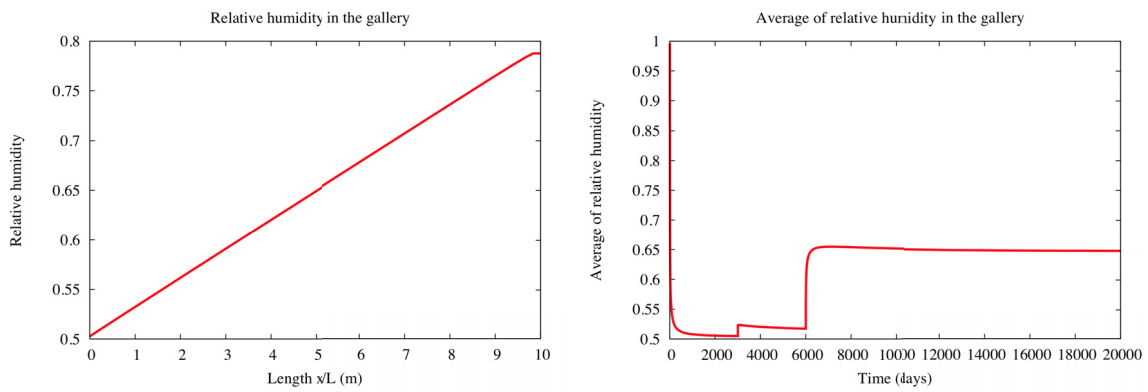 Relative humidity in the gallery
0.8
0.75
0.7
0.65
0.6
0.55
0.5
0 1 2 3 4 5 6 7 8 9 10
Relative humidity
Length x/L (m)
Average of relative humidity in the gallery
1
0.95
0.9
0.85
0.8
0.75
0.7
0.65
0.6
0.55
0.5
0 2000 4000 6000 8000 10000 12000 14000 16000 18000 20000
Average of relative humidity
Time (days)